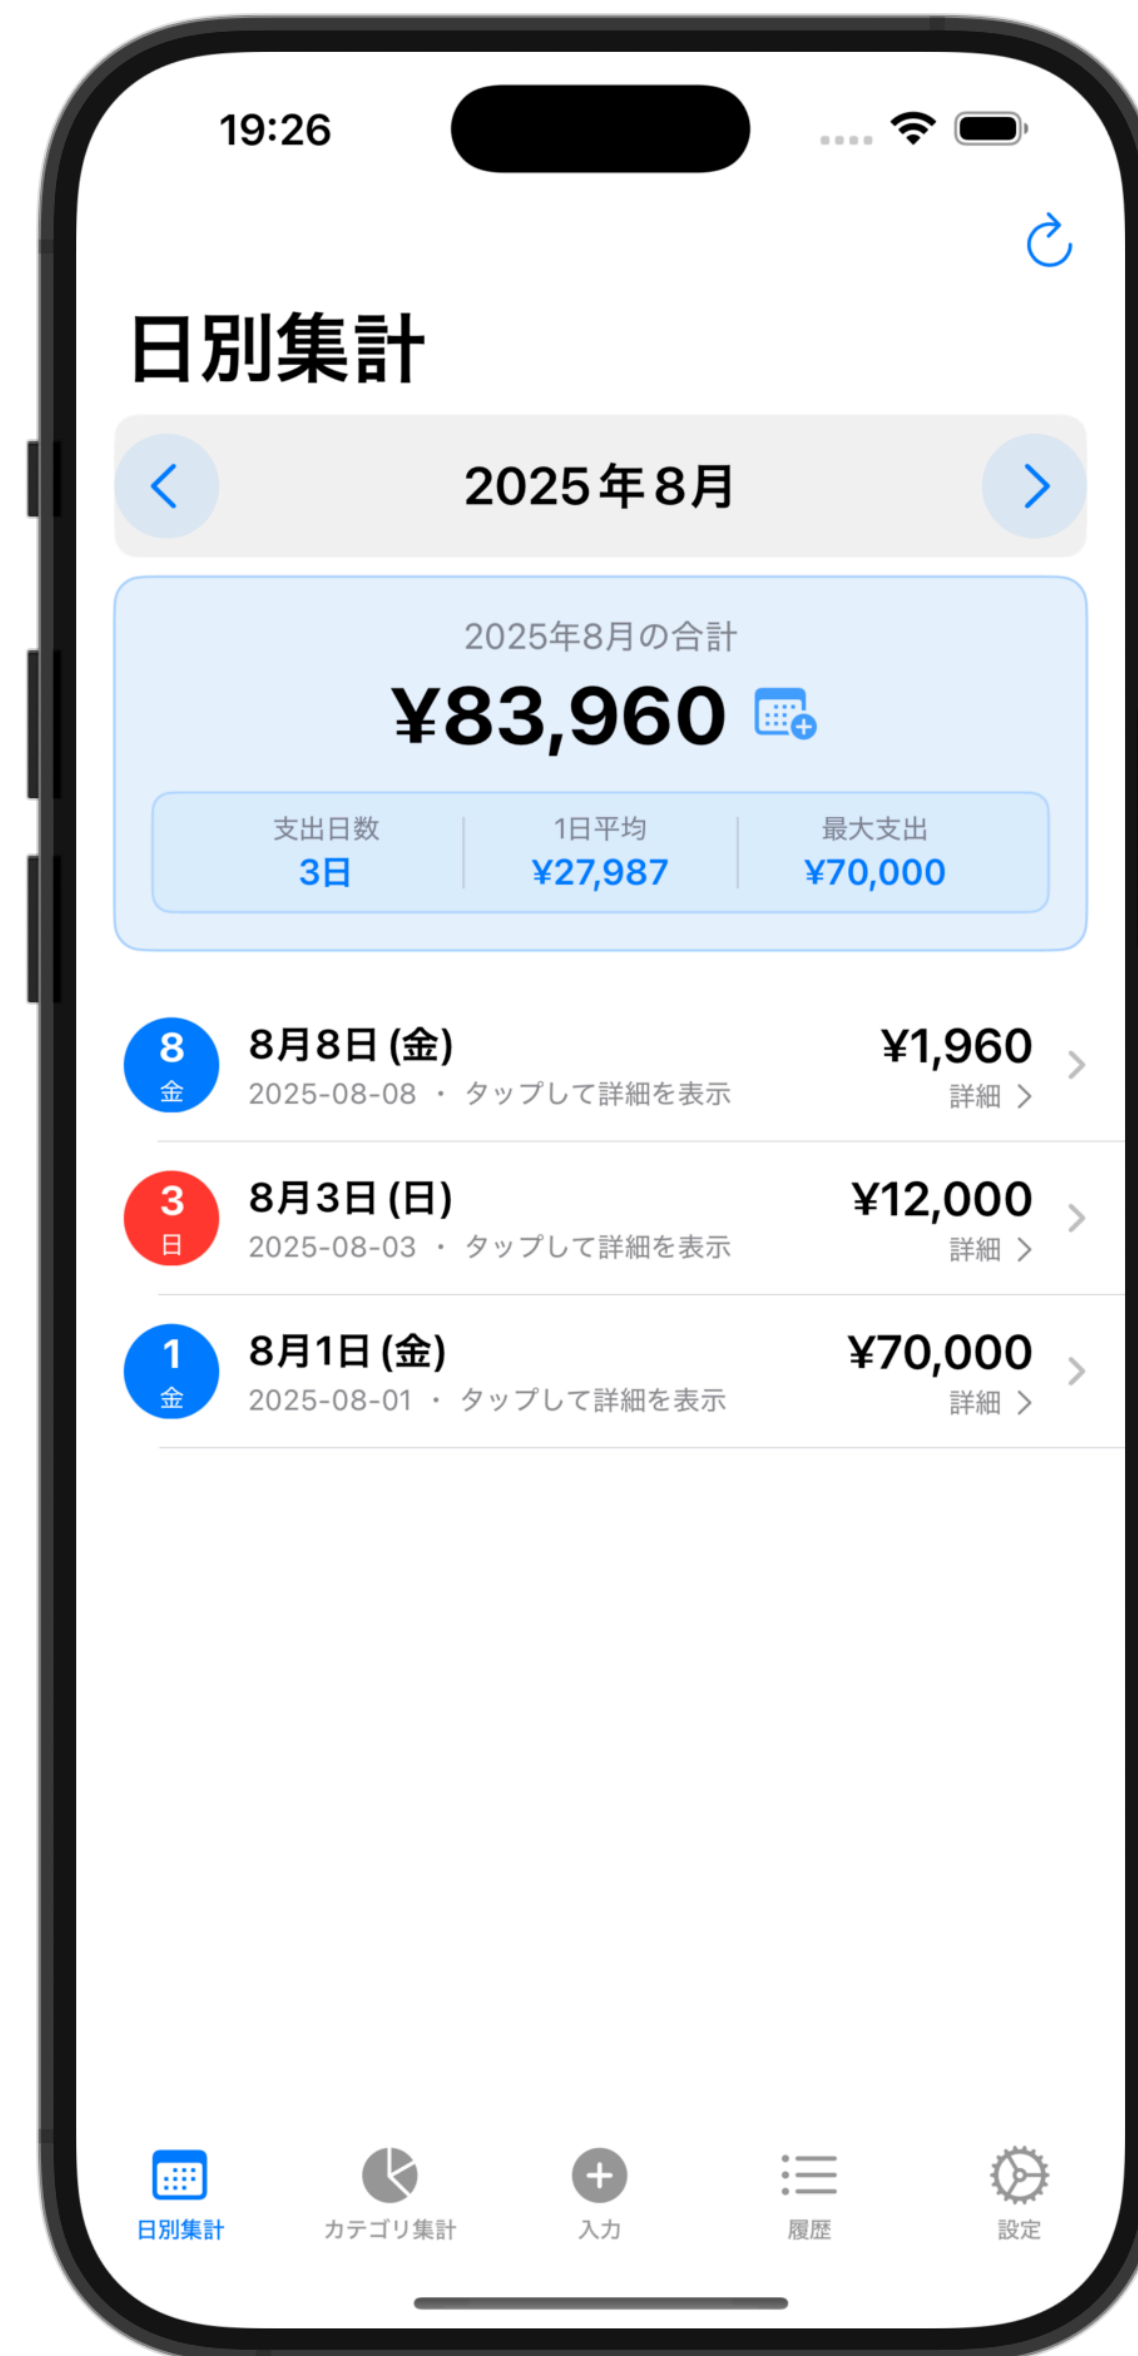 19:26
日別集計
2025年8月
2025年8月の合計
¥83,960
支出日数 1日平均 最大支出
3日 ¥27,987 ¥70,000
8 8月8日 (金) ¥1,960
金 2025-08-08 ・ タップして詳細を表示 詳細 >
3 8月3日 (日) ¥12,000
日 2025-08-03 ・ タップして詳細を表示 詳細 >
1 8月1日 (金) ¥70,000
金 2025-08-01 ・ タップして詳細を表示 詳細 >
日別集計 カテゴリ集計 入力 履歴 設定